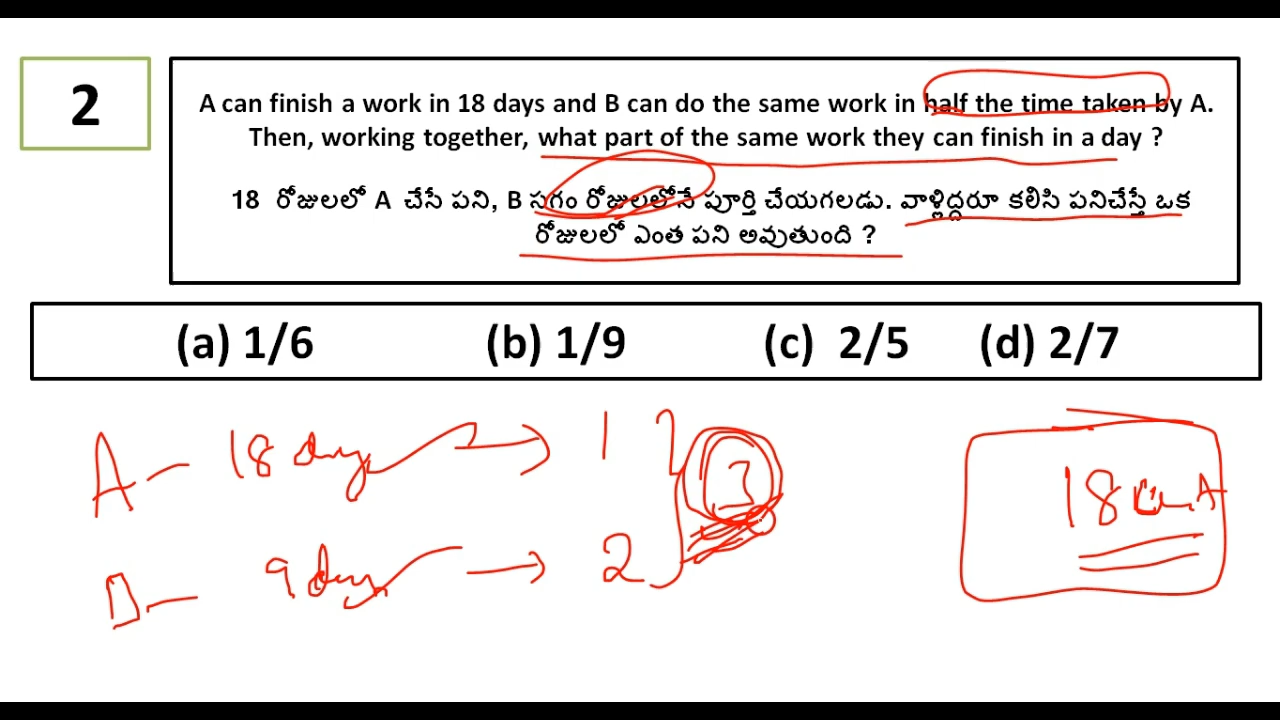 2
A can finish a work in 18 days and B can do the same work in half the time taken by A.
Then, working together, what part of the same work they can finish in a day ?
18 రోజులలో A చేసే పని, B సగం రోజులలోనే పూర్తి చేయగలడు. వాళ్లిద్దరూ కలిసి పనిచేస్తే ఒక
రోజులలో ఎంత పని అవుతుంది ?
(a) 1/6 (b) 1/9 (c) 2/5 (d) 2/7
A - 18 days → 1
3
18
B - 9 days → 2